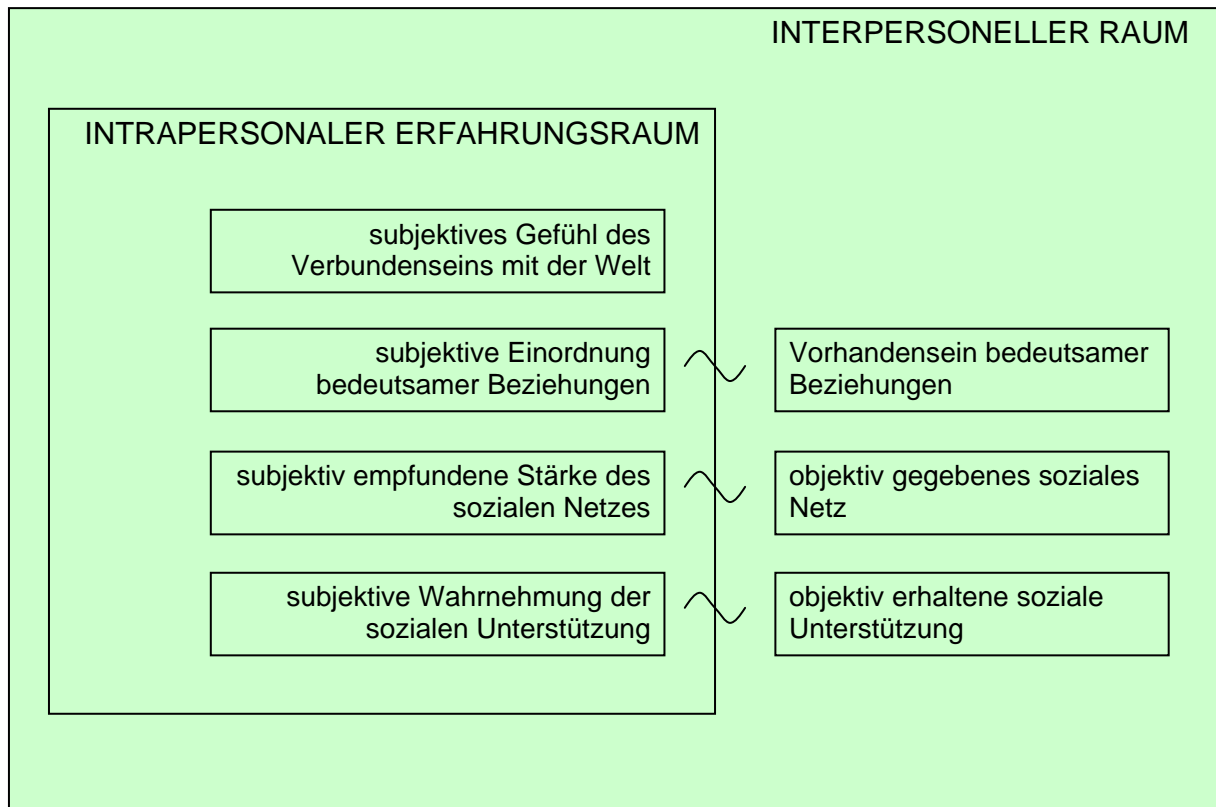 INTERPERSONELLER RAUM
INTRAPERSONALER ERFAHRUNGSRAUM
subjektives Gefühl des
Verbundenseins mit der Welt
subjektive Einordnung
bedeutsamer Beziehungen
Vorhandensein bedeutsamer
Beziehungen
subjektiv empfundene Stärke des
sozialen Netzes
objektiv gegebenes soziales
Netz
subjektive Wahrnehmung der
sozialen Unterstützung
objektiv erhaltene soziale
Unterstützung